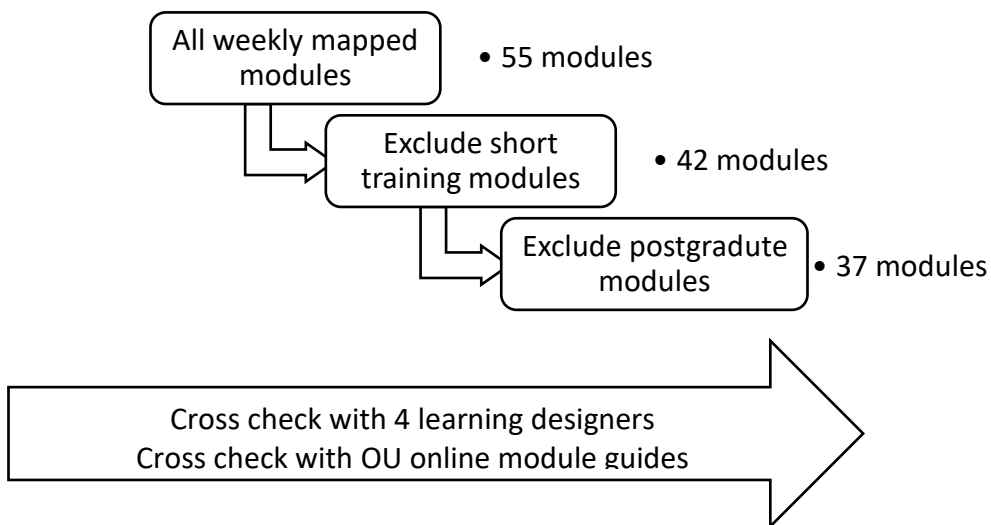 All weekly mapped
modules
• 55 modules
Exclude short
training modules
• 42 modules
Exclude postgradute
modules
• 37 modules
Cross check with 4 learning designers
Cross check with OU online module guides